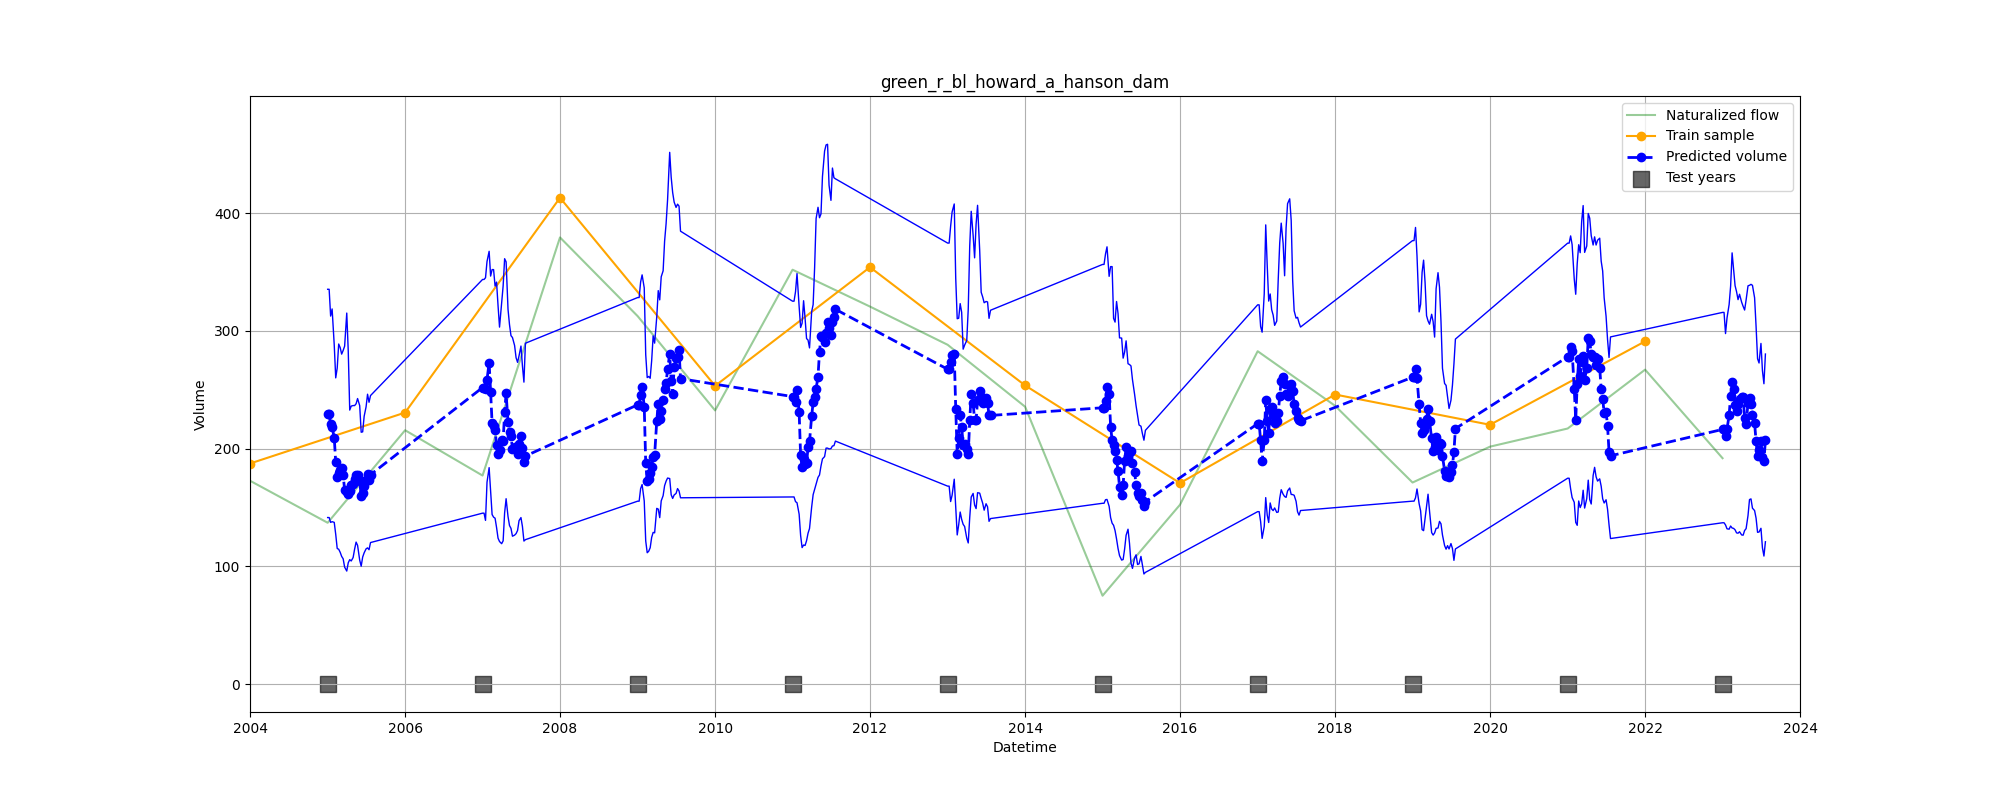 green_r_bl_howard_a_hanson_dam
Naturalized flow
Train sample
Predicted volume
Test years
Volume
400
300
200
100
0
2004 2006 2008 2010 2012 2014 2016 2018 2020 2022 2024
Datetime